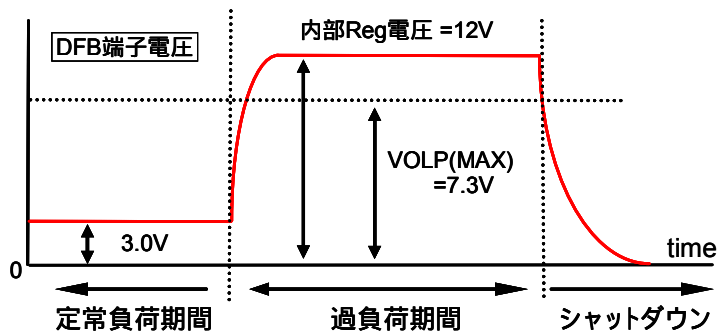 DFB端子電圧
内部Reg電圧 =12V
VOLP(MAX)
=7.3V
3.0V
time
0
定常負荷期間
過負荷期間
シャットダウン